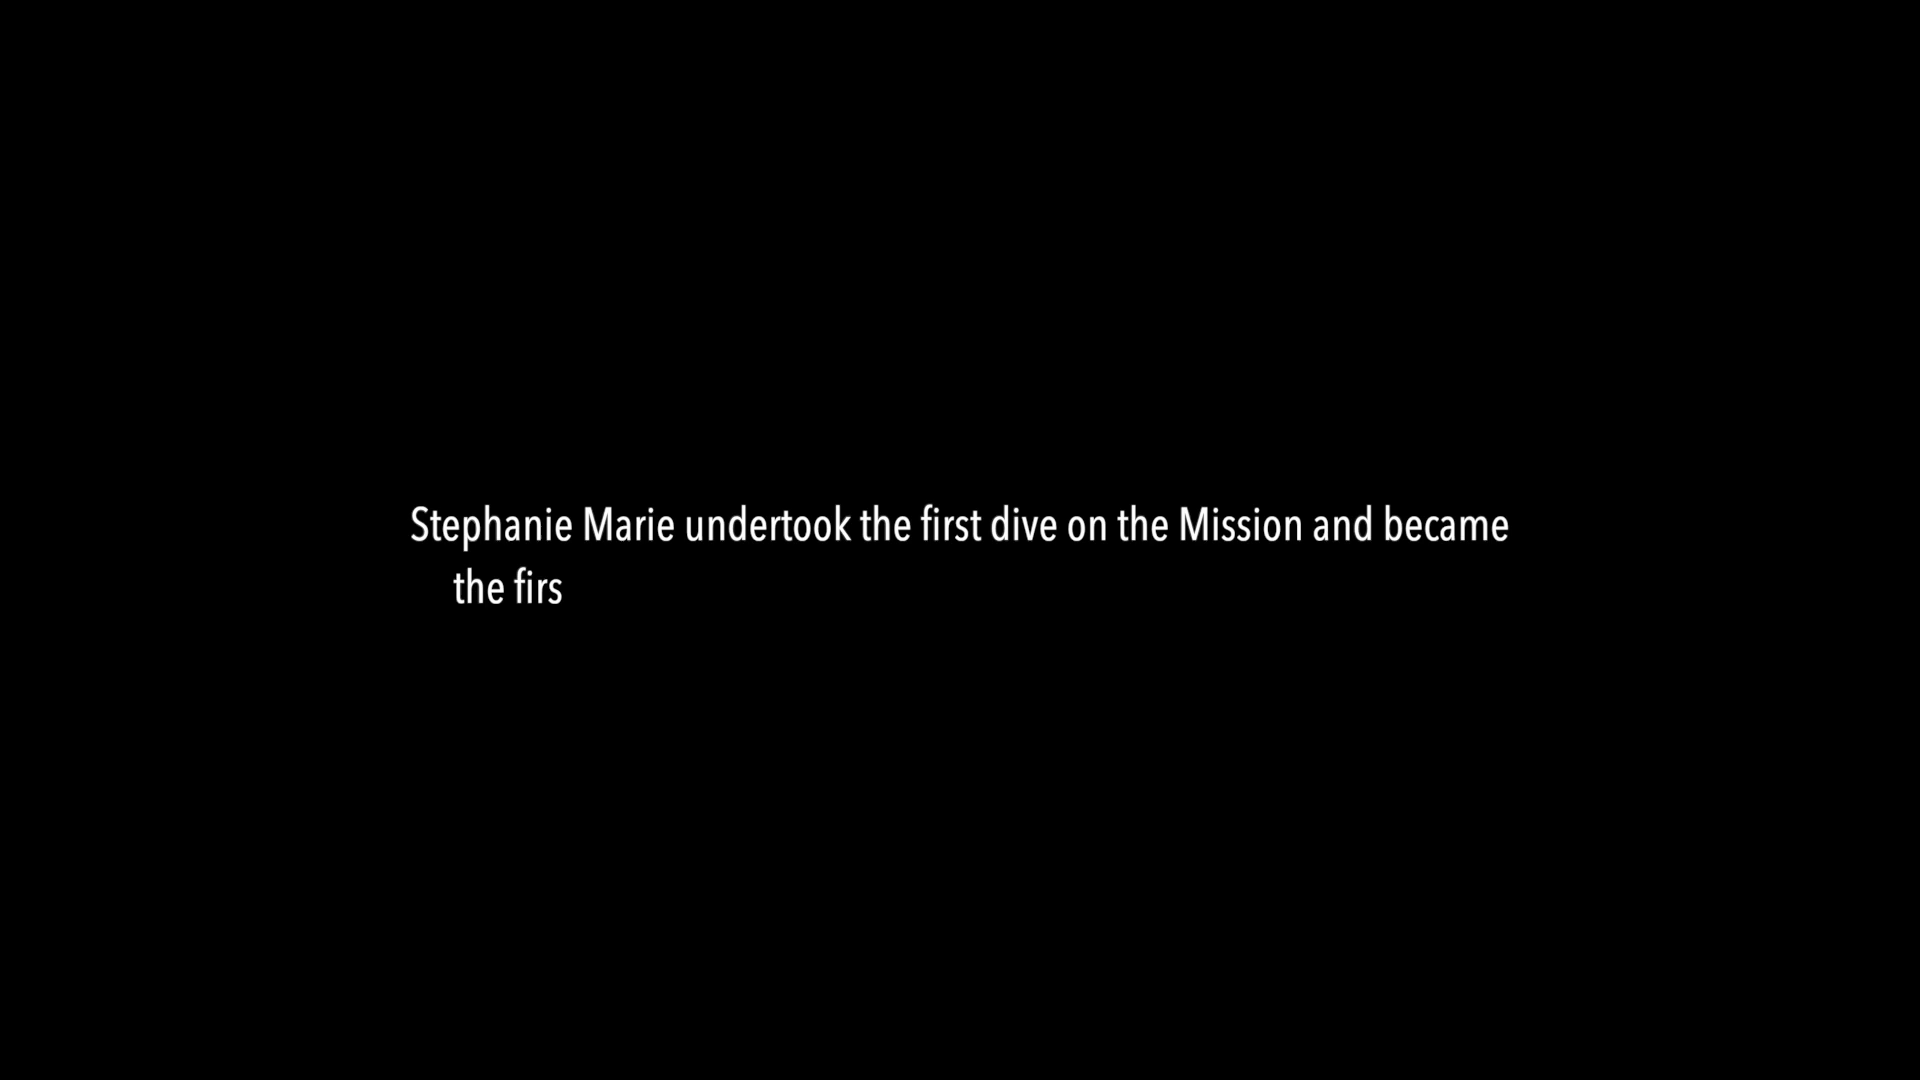 Stephanie Marie undertook the first dive on the Mission and became
the firs